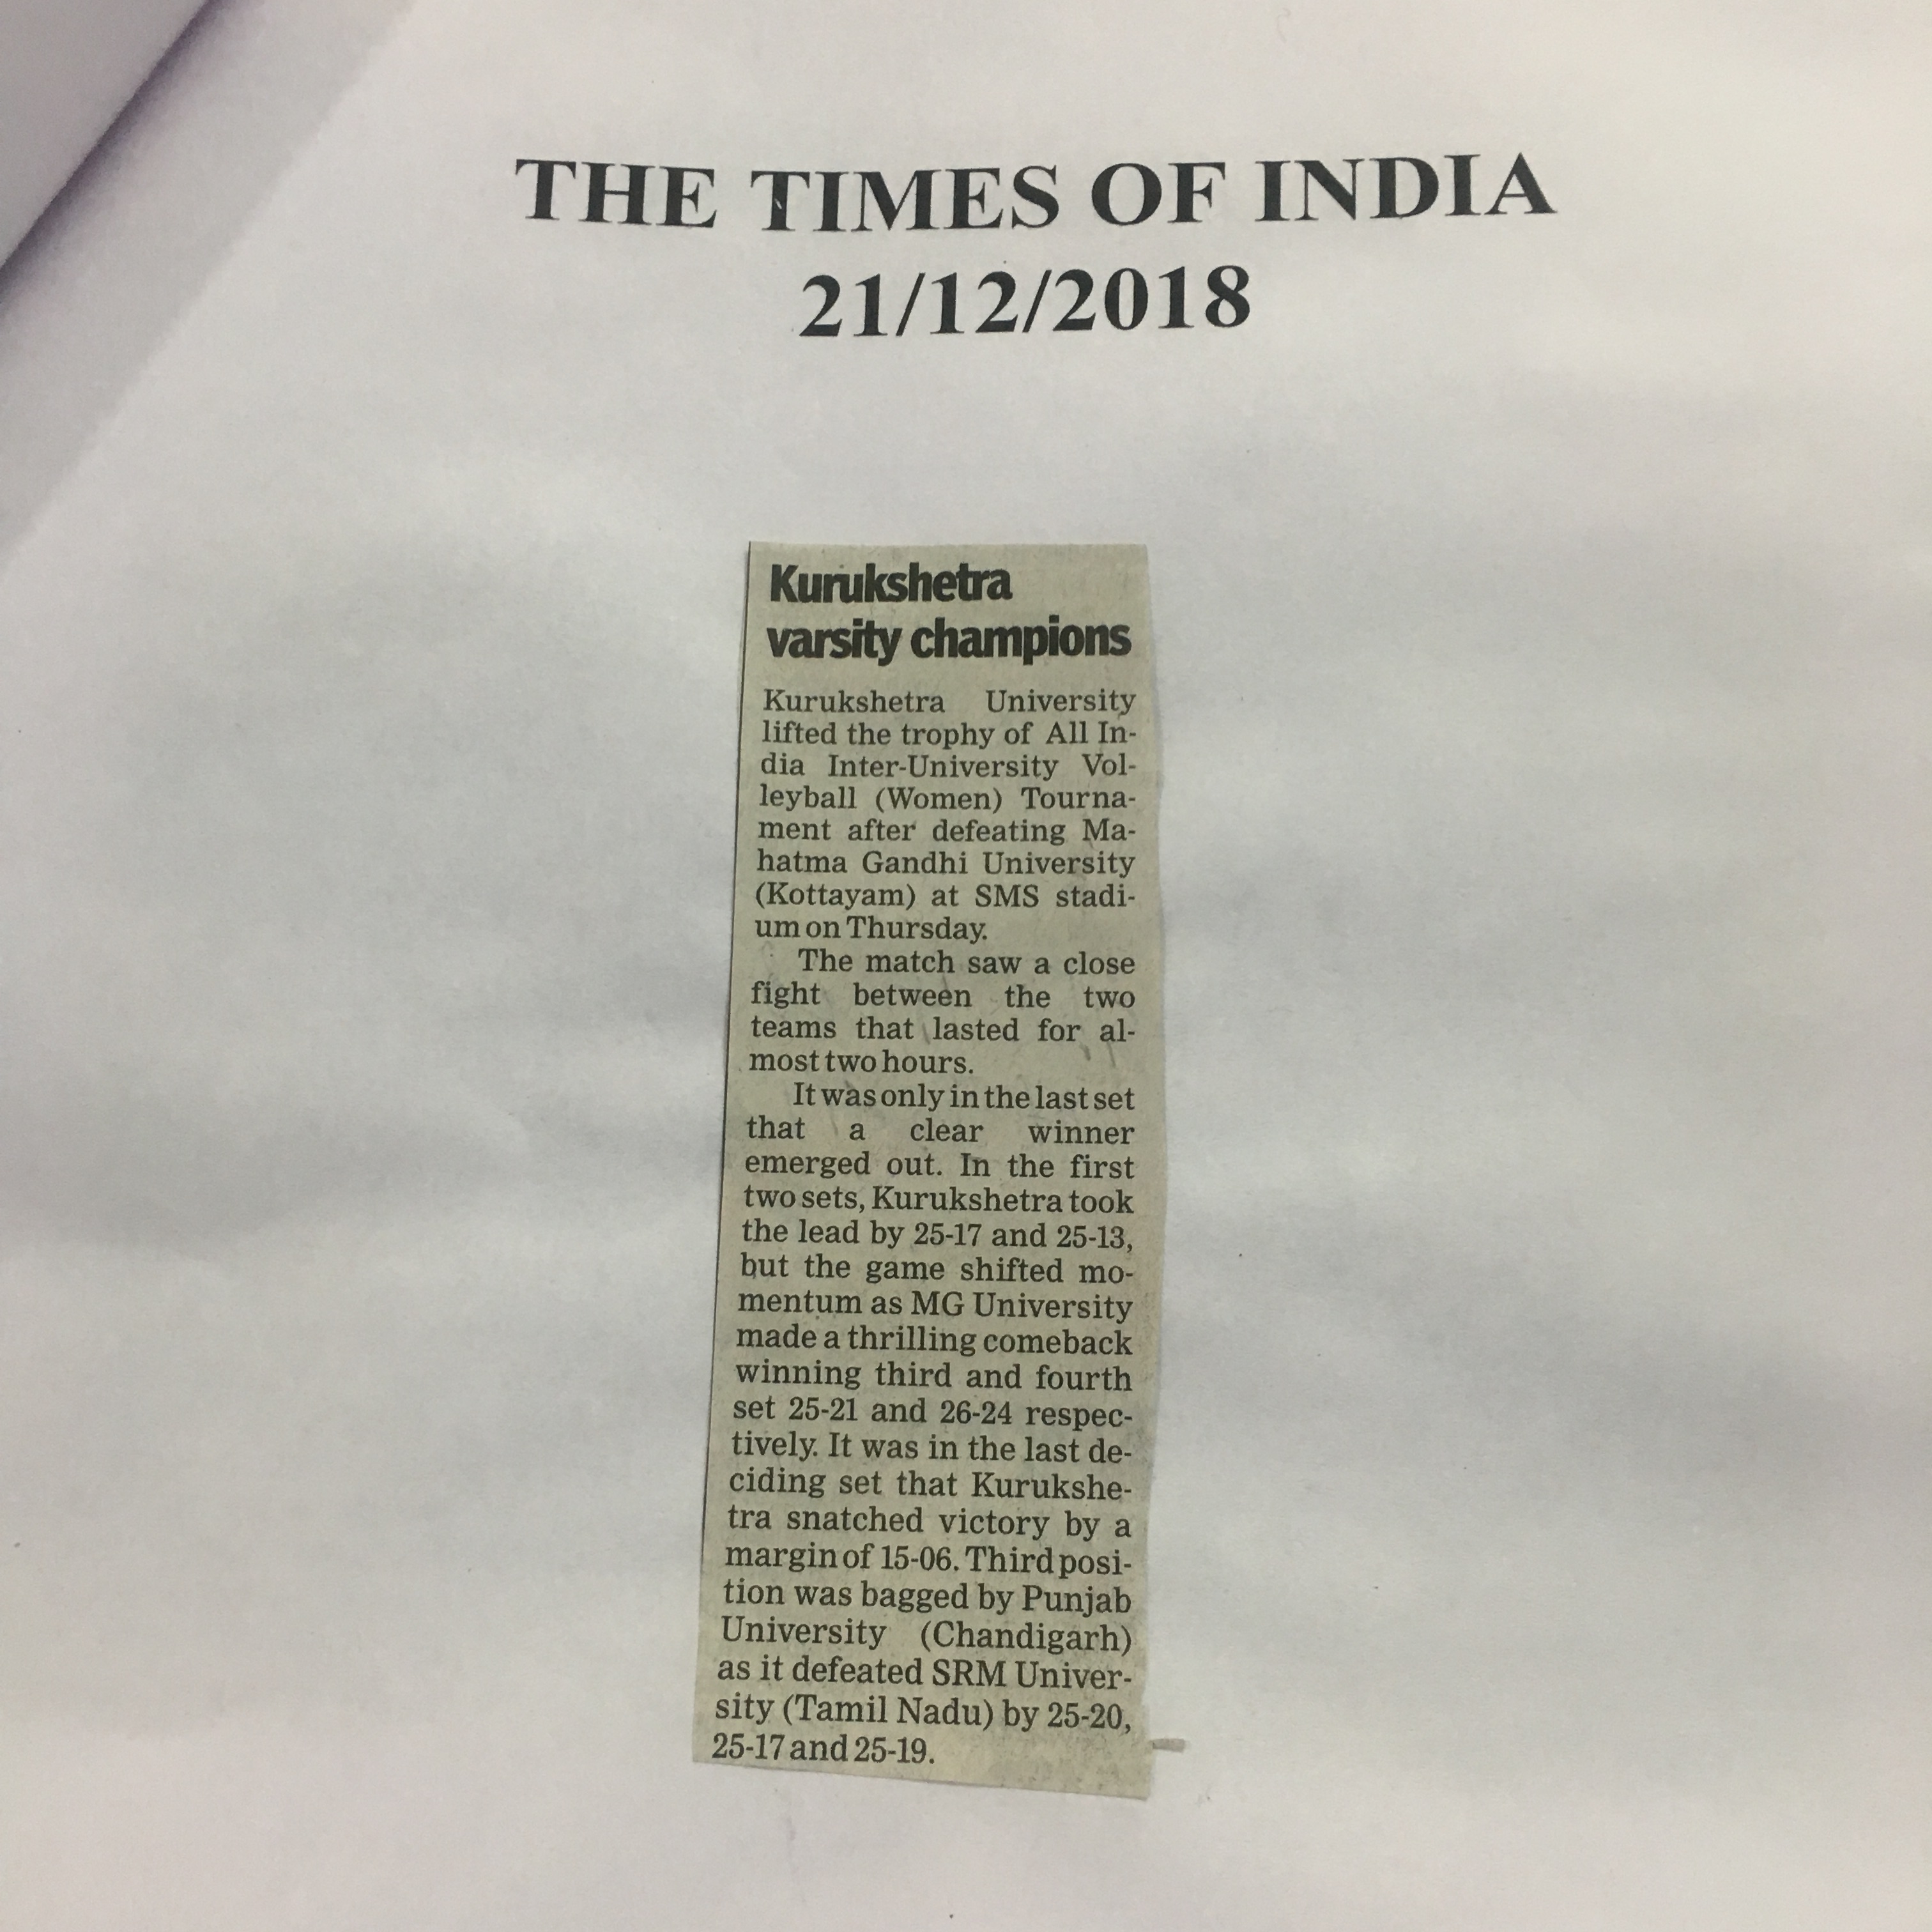 THE TIMES OF INDIA
21/12/2018
Kurukshetra
varsity champions
Kurukshetra University
lifted the trophy of All In-
dia Inter-University Vol-
leyball (Women) Tourna-
ment after defeating Ma-
hatma Gandhi University
(Kottayam) at SMS stadi-
um on Thursday.
The match saw a close
fight between the two
teams that lasted for al-
most two hours.
It was only in the last set
that a clear winner
emerged out. In the first
two sets, Kurukshetra took
the lead by 25-17 and 25-13,
but the game shifted mo-
mentum as MG University
made a thrilling comeback
winning third and fourth
set 25-21 and 26-24 respec-
tively. It was in the last de-
ciding set that Kurukshe-
tra snatched victory by a
margin of 15-06. Third posi-
tion was bagged by Punjab
University (Chandigarh)
as it defeated SRM Univer-
sity (Tamil Nadu) by 25-20,
25-17 and 25-19.